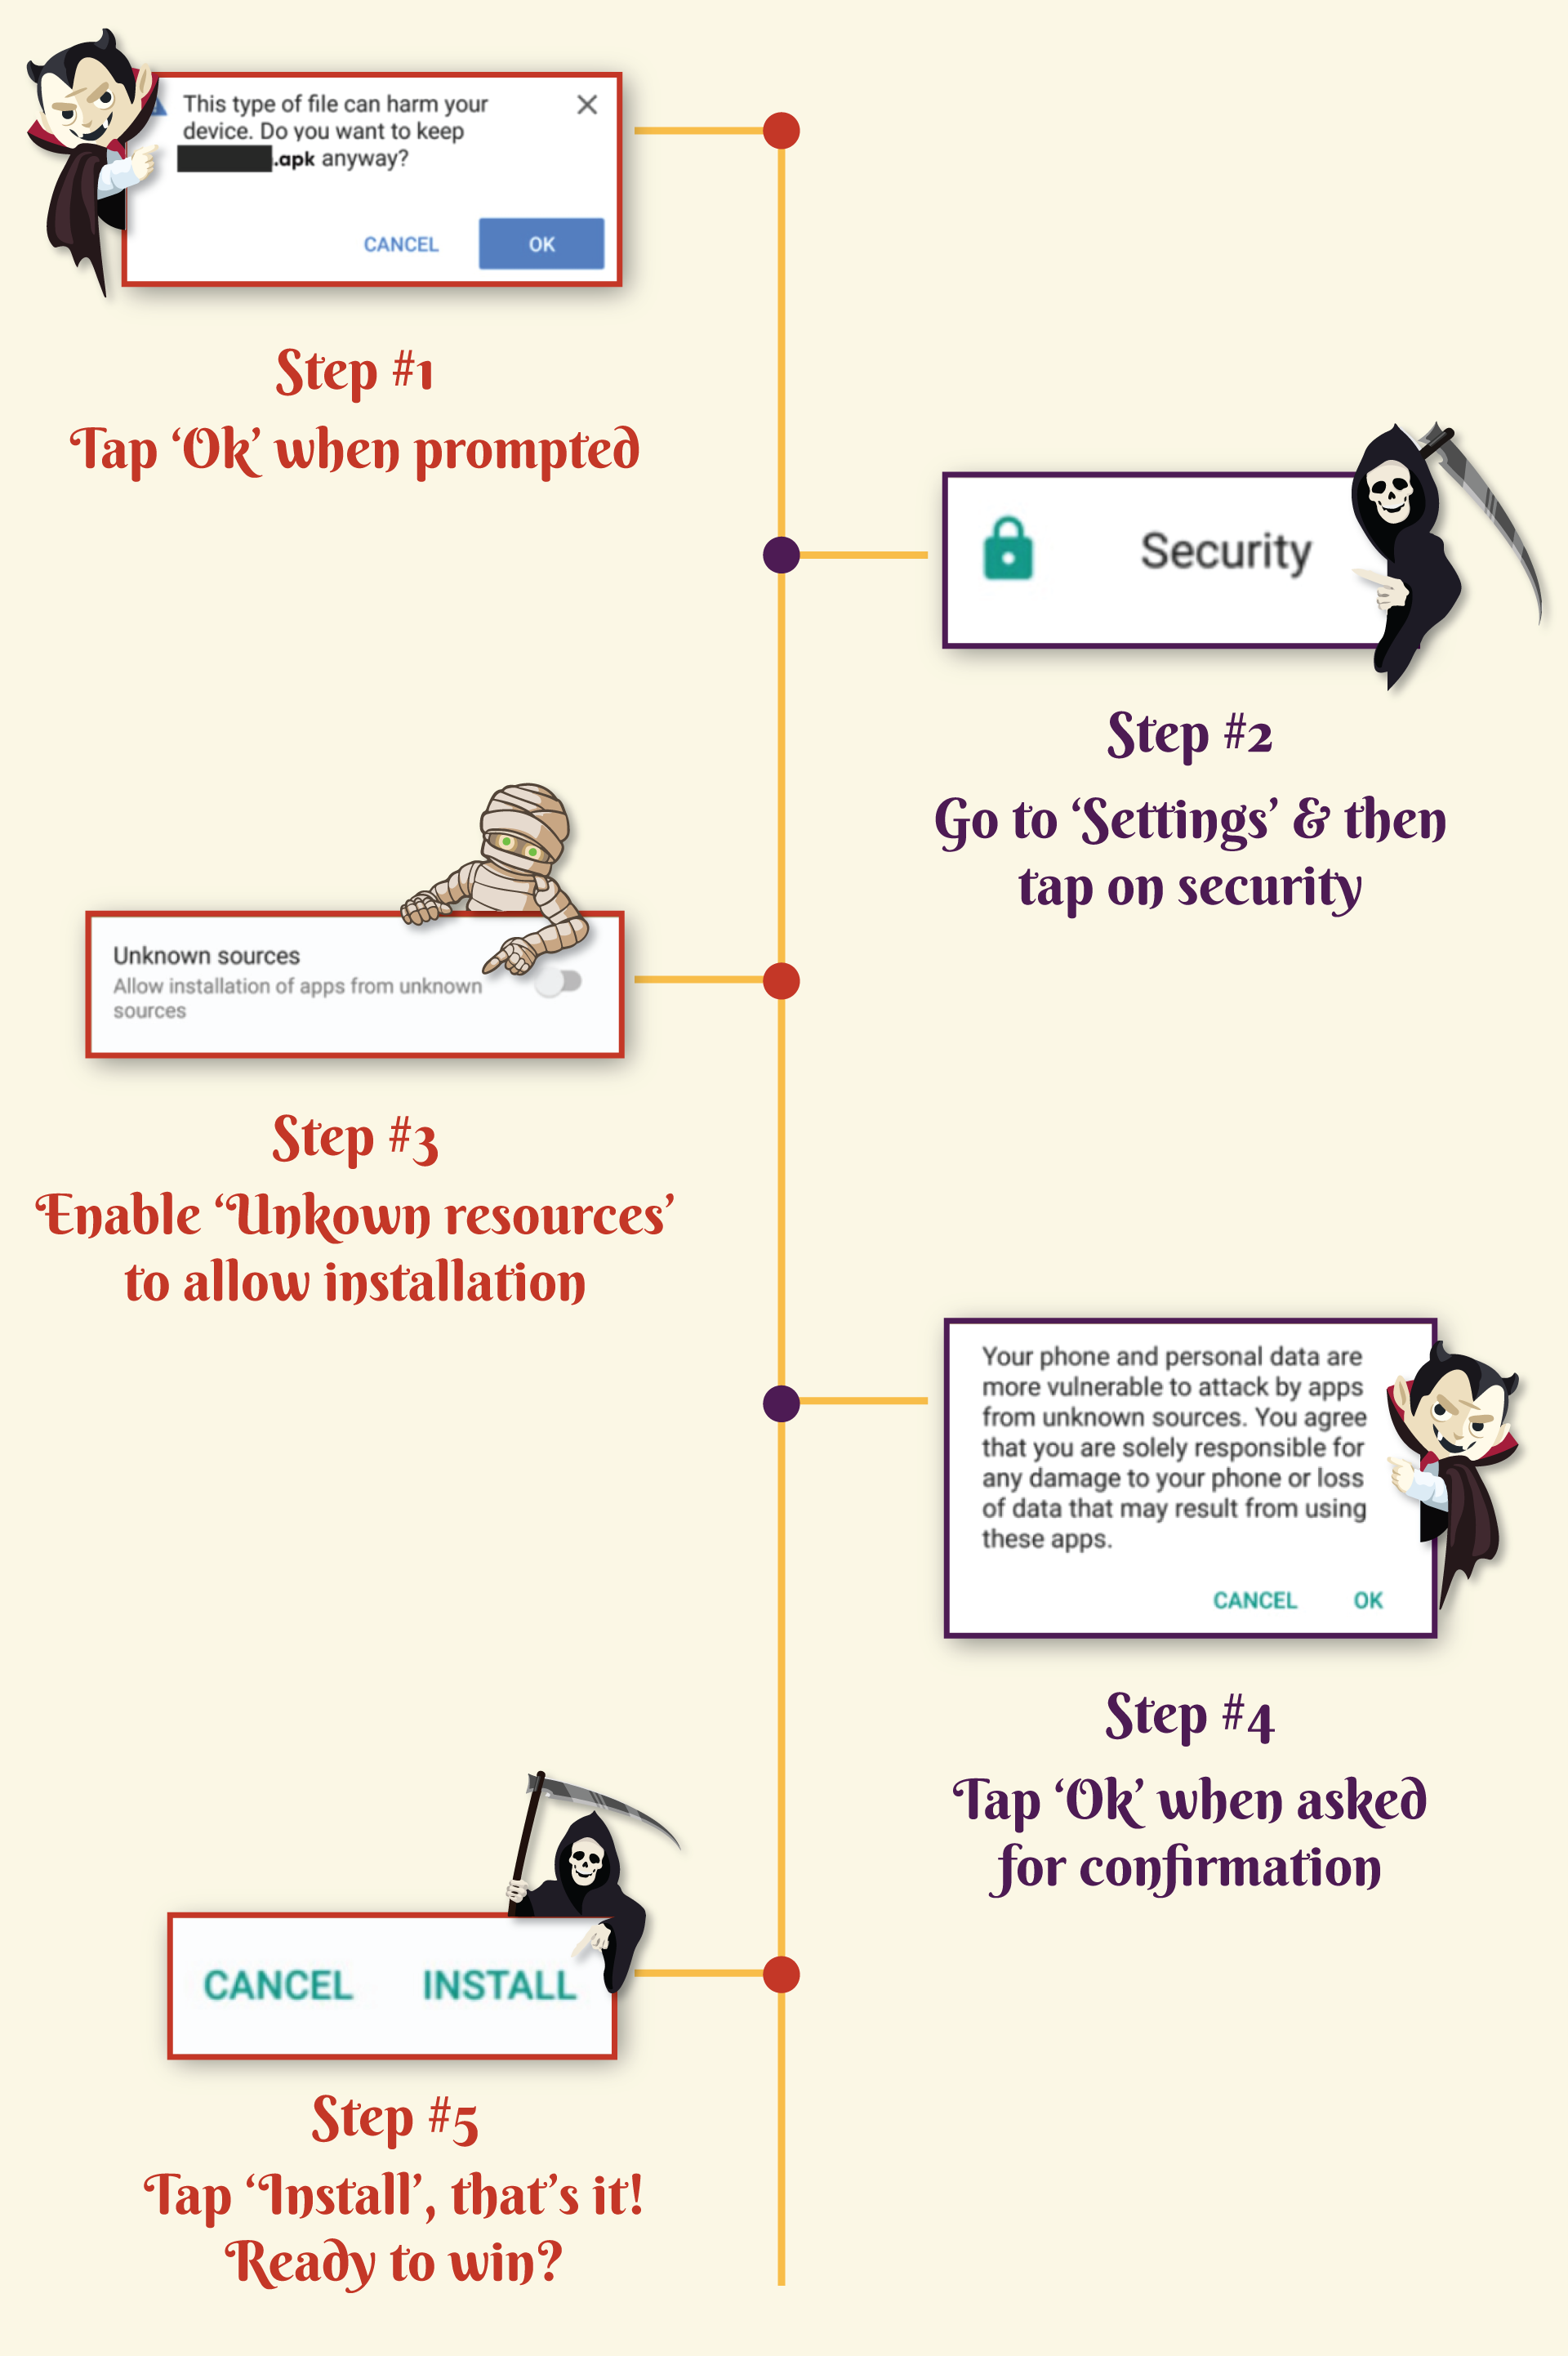 This type of file can harm your
device. Do you want to keep
.apk anyway?
CANCEL OK
Step #1
Tap ‘Ok’ when prompted
Security
Step #2
Go to ‘Settings’ & then
tap on security
Unknown sources
Allow installation of apps from unknown
sources
Step #3
Enable ‘Unkown resources’
to allow installation
Your phone and personal data are
more vulnerable to attack by apps
from unknown sources. You agree
that you are solely responsible for
any damage to your phone or loss
of data that may result from using
these apps.
CANCEL OK
Step #4
Tap ‘Ok’ when asked
for confirmation
CANCEL INSTALL
Step #5
Tap ‘Install’, that’s it!
Ready to win?